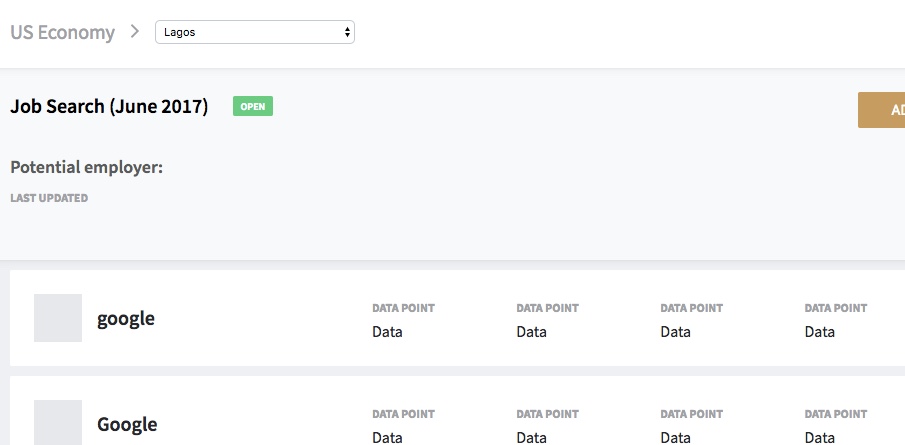 US Economy
Lagos
Job Search (June 2017) OPEN
Potential employer:
LAST UPDATED
google
DATA POINT DATA POINT DATA POINT DATA POINT
Data Data Data Data
Google
DATA POINT DATA POINT DATA POINT DATA POINT
Data Data Data Data